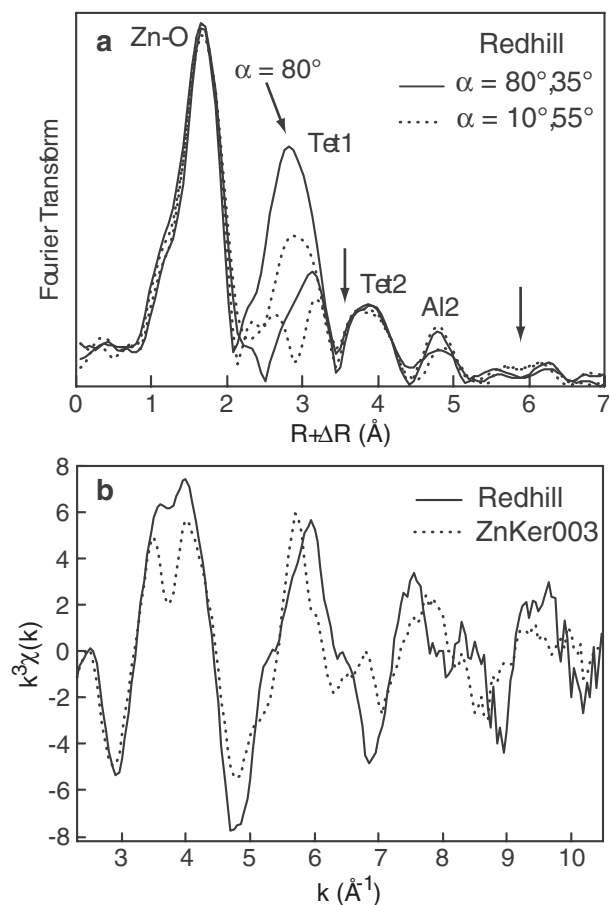 a
Zn-O
Redhill
α = 80°
α = 80°,35°
α = 10°,55°
Tet1
Tet2
Al2
Fourier Transform
0 1 2 3 4 5 6 7
R+ΔR (Å)
b
Redhill
ZnKer003
8
6
4
2
0
-2
-4
-6
-8
k³χ(k)
3 4 5 6 7 8 9 10
k (Å⁻¹)